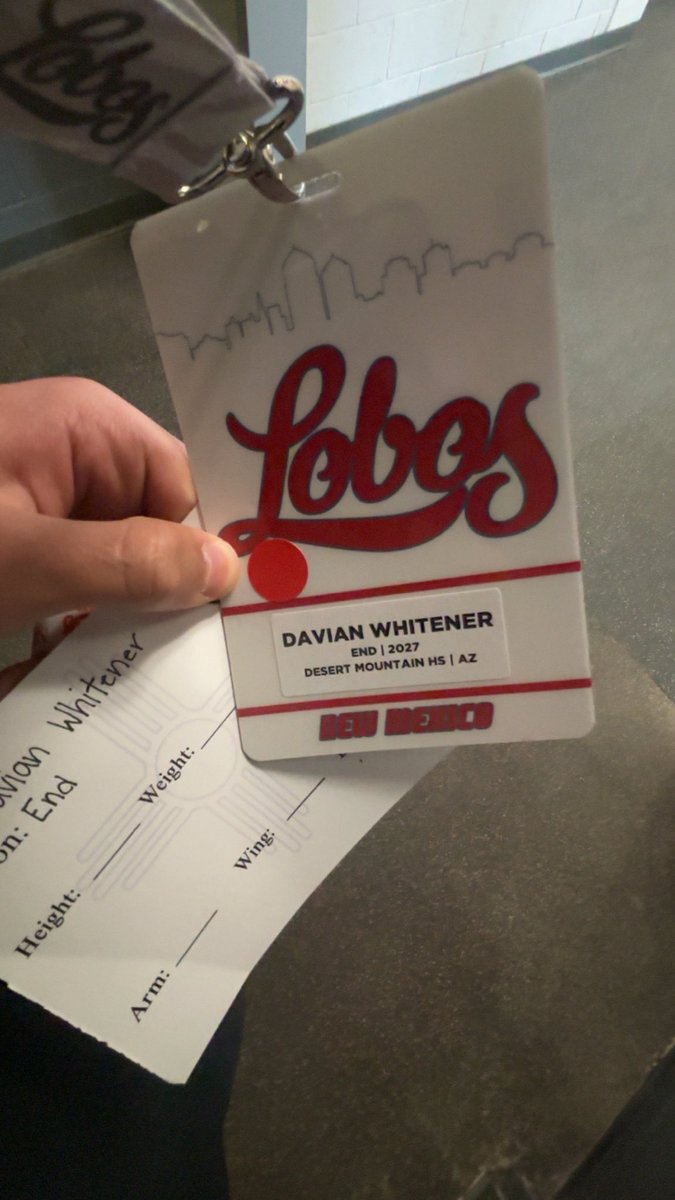 Lobos
Lobos
DAVIAN WHITENER
END | 2027
DESERT MOUNTAIN HS | AZ
NEW MEXICO
Whitener
End
Height:
Weight:
Arm:
Wing: